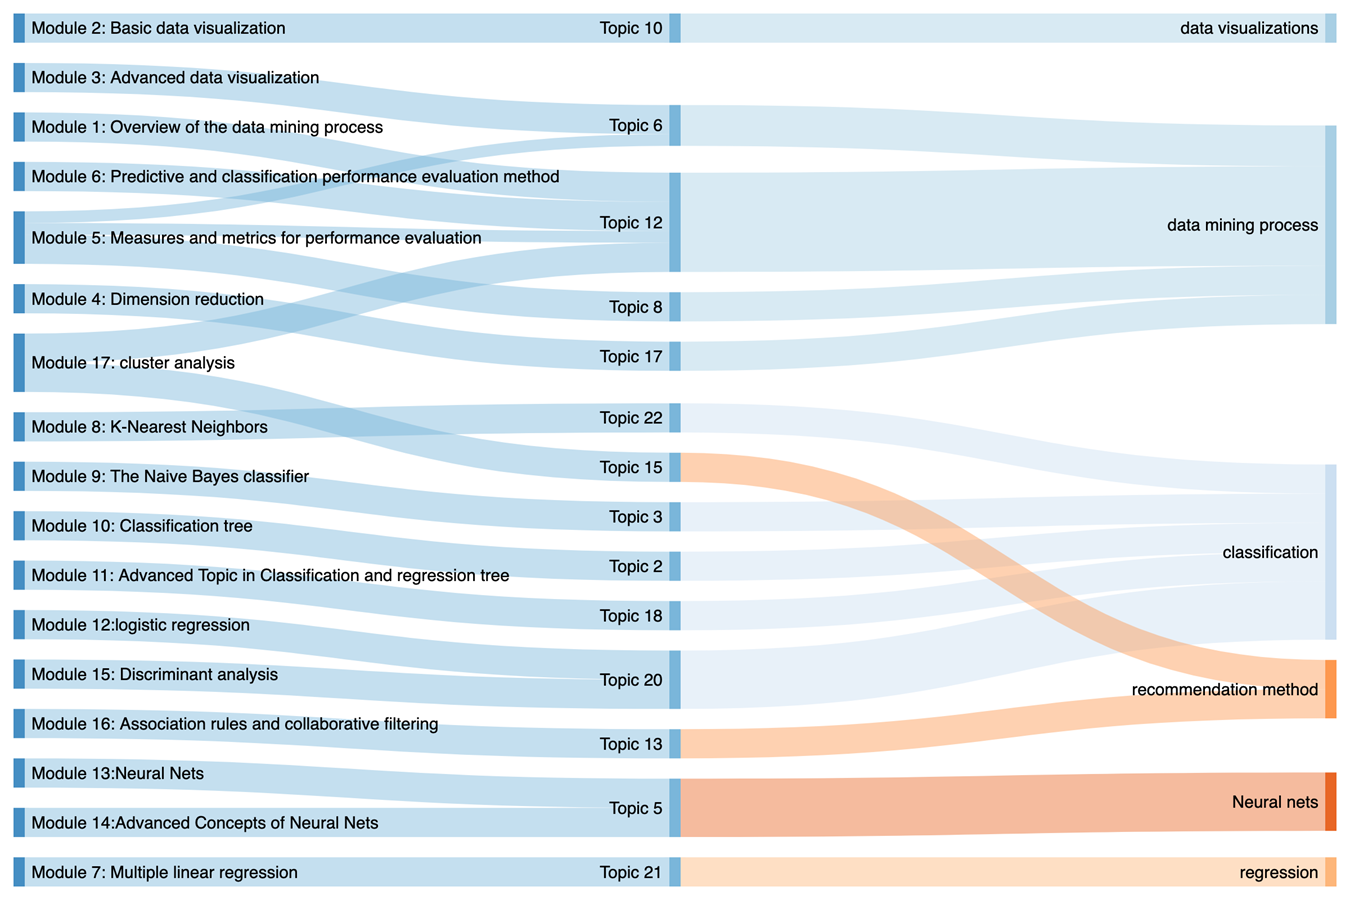 Module 2: Basic data visualization
Module 3: Advanced data visualization
Module 1: Overview of the data mining process
Module 6: Predictive and classification performance evaluation method
Module 5: Measures and metrics for performance evaluation
Module 4: Dimension reduction
Module 17: cluster analysis
Module 8: K-Nearest Neighbors
Module 9: The Naive Bayes classifier
Module 10: Classification tree
Module 11: Advanced Topic in Classification and regression tree
Module 12:logistic regression
Module 15: Discriminant analysis
Module 16: Association rules and collaborative filtering
Module 13:Neural Nets
Module 14:Advanced Concepts of Neural Nets
Module 7: Multiple linear regression
Topic 10
Topic 6
Topic 12
Topic 8
Topic 17
Topic 22
Topic 15
Topic 3
Topic 2
Topic 18
Topic 20
Topic 13
Topic 5
Topic 21
data visualizations
data mining process
classification
recommendation method
Neural nets
regression